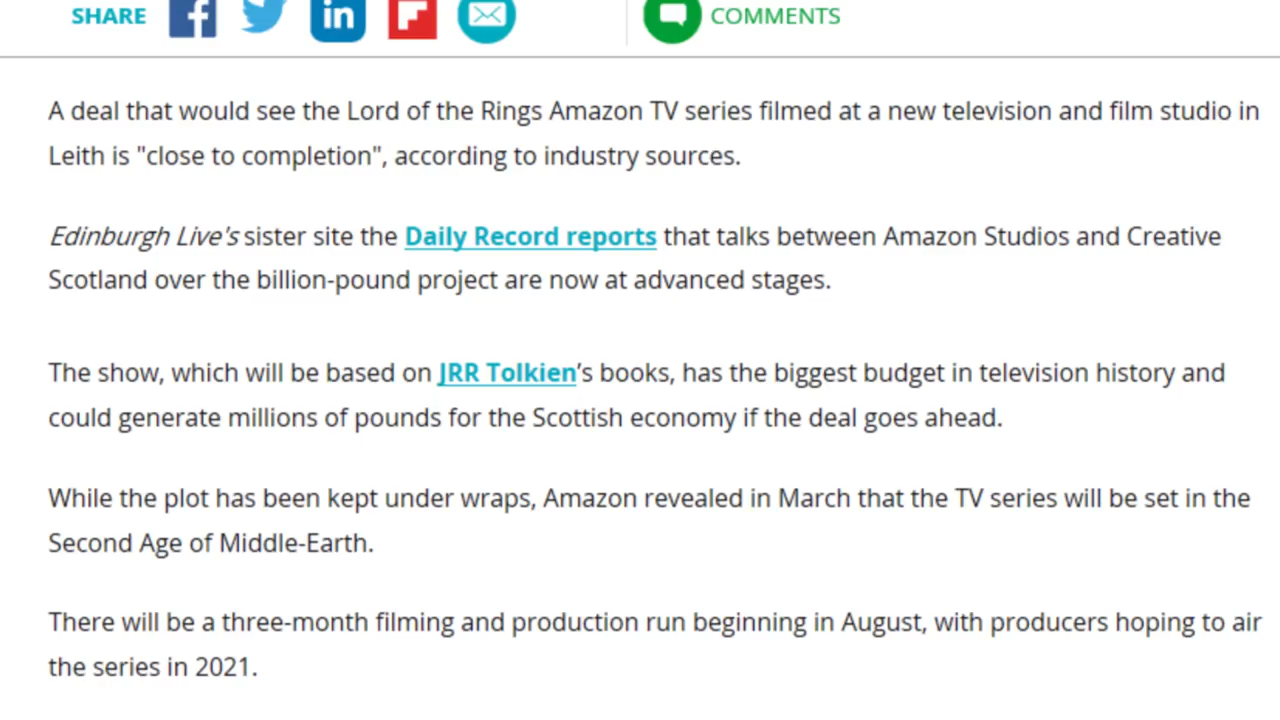 SHARE
in
COMMENTS
A deal that would see the Lord of the Rings Amazon TV series filmed at a new television and film studio in
Leith is "close to completion", according to industry sources.
Edinburgh Live's sister site the Daily Record reports that talks between Amazon Studios and Creative
Scotland over the billion-pound project are now at advanced stages.
The show, which will be based on JRR Tolkien’s books, has the biggest budget in television history and
could generate millions of pounds for the Scottish economy if the deal goes ahead.
While the plot has been kept under wraps, Amazon revealed in March that the TV series will be set in the
Second Age of Middle-Earth.
There will be a three-month filming and production run beginning in August, with producers hoping to air
the series in 2021.